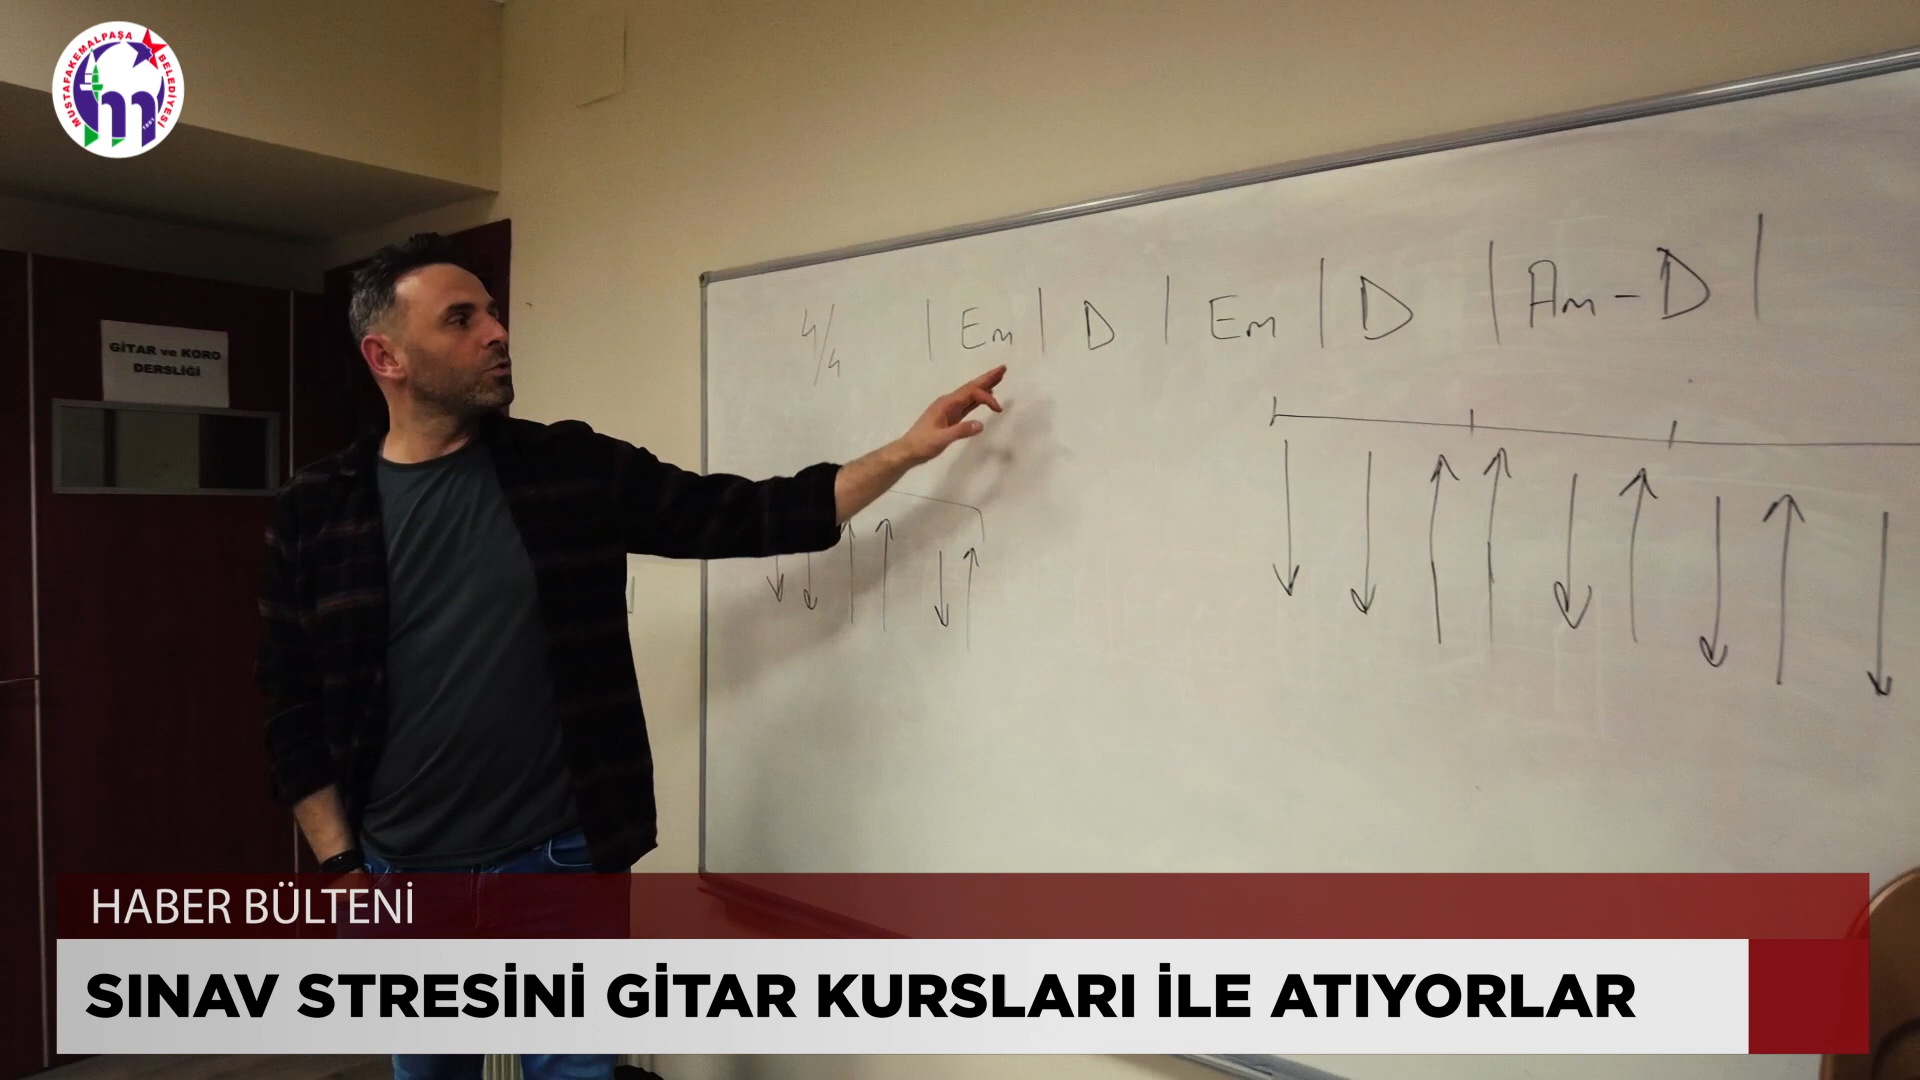 MUSTAFAKEMALPAŞA BELEDİYESİ
GİTAR ve KORO
DERSLİĞİ
4/4 | Em | D | Em | D | Am - D |
HABER BÜLTENİ
SINAV STRESİNİ GİTAR KURSLARI İLE ATIYORLAR